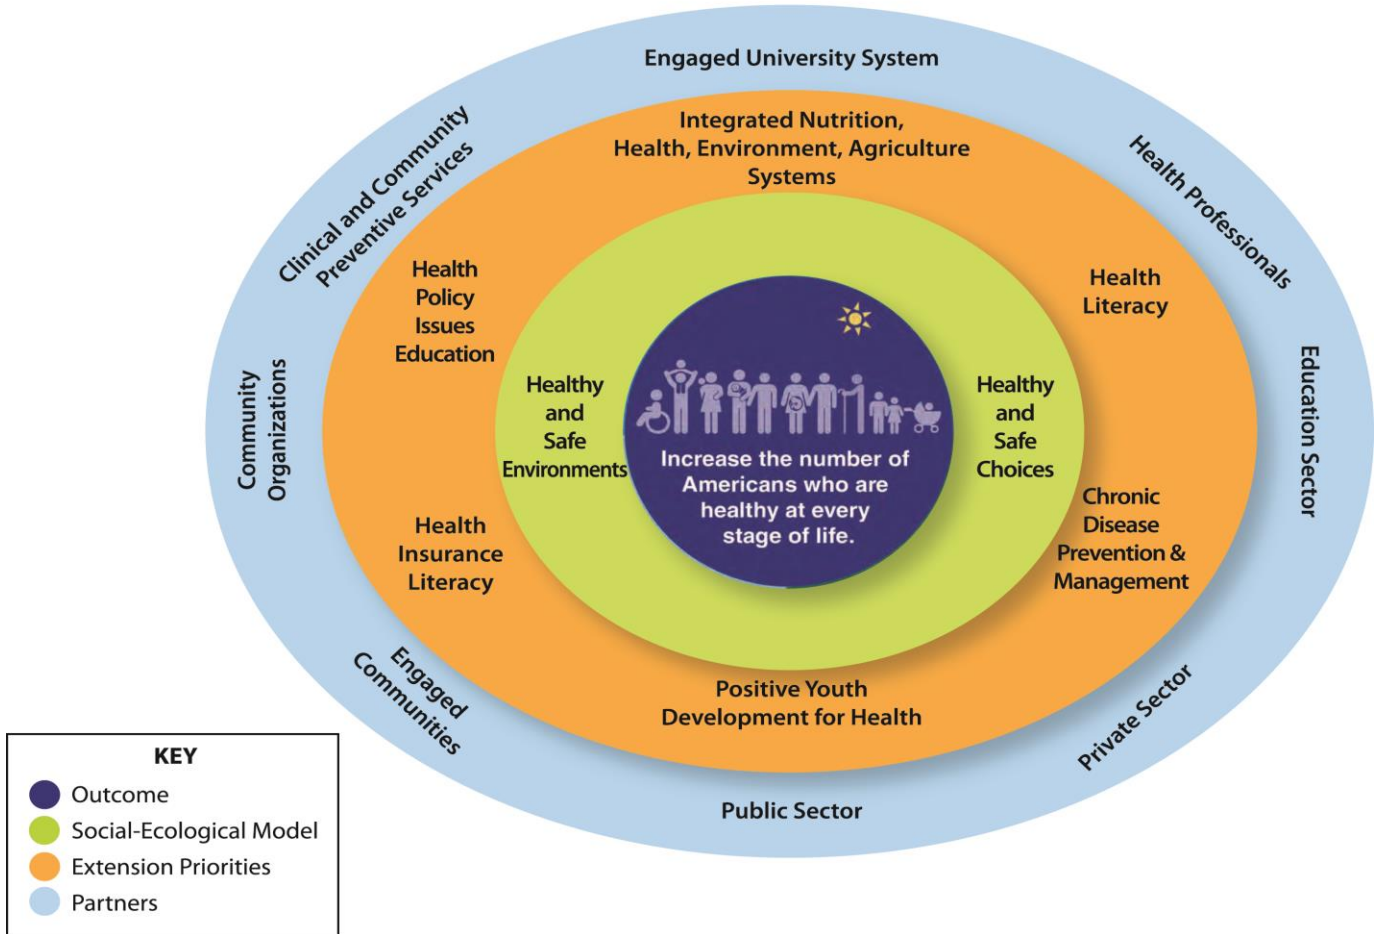 Engaged University System
Clinical and Community
Preventive Services
Health Professionals
Community
Organizations
Education Sector
Engaged
Communities
Private Sector
Public Sector
Integrated Nutrition,
Health, Environment, Agriculture
Systems
Health
Policy
Issues
Education
Health
Literacy
Health
Insurance
Literacy
Chronic
Disease
Prevention &
Management
Positive Youth
Development for Health
Healthy
and
Safe
Environments
Healthy
and
Safe
Choices
Increase the number of
Americans who are
healthy at every
stage of life.
KEY
Outcome
Social-Ecological Model
Extension Priorities
Partners